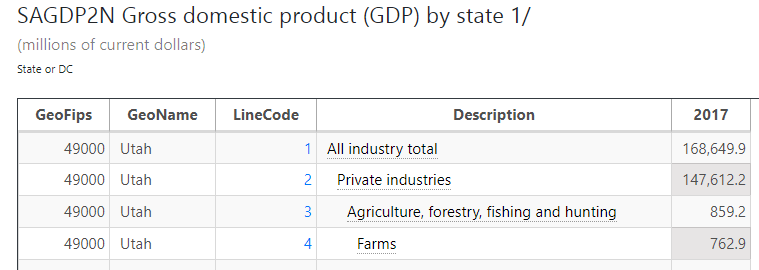 SAGDP2N Gross domestic product (GDP) by state 1/
(millions of current dollars)
State or DC
GeoFips GeoName LineCode Description 2017
49000 Utah 1 All industry total 168,649.9
49000 Utah 2 Private industries 147,612.2
49000 Utah 3 Agriculture, forestry, fishing and hunting 859.2
49000 Utah 4 Farms 762.9